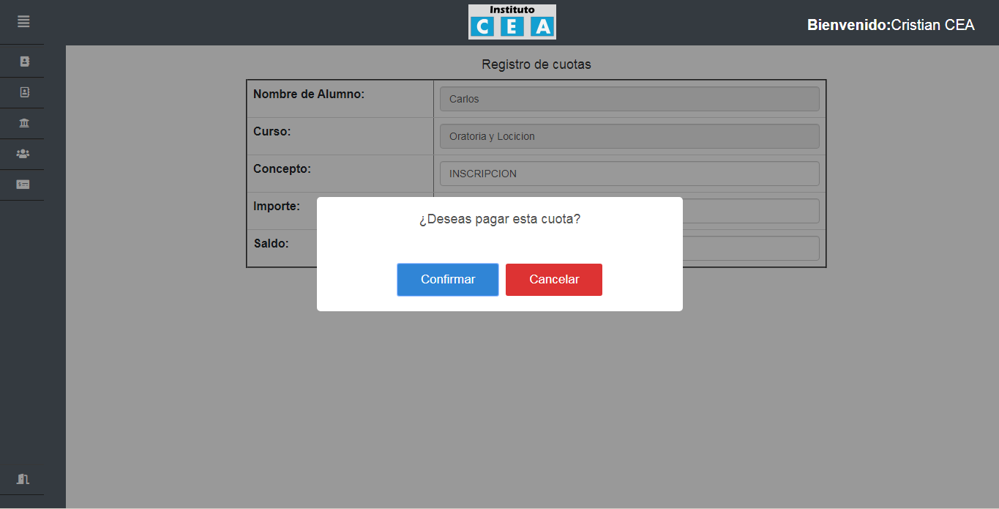 Instituto
CEA
Bienvenido:Cristian CEA
Registro de cuotas
Nombre de Alumno:
Carlos
Curso:
Oratoria y Locicion
Concepto:
INSCRIPCION
Importe:
Saldo:
¿Deseas pagar esta cuota?
Confirmar
Cancelar